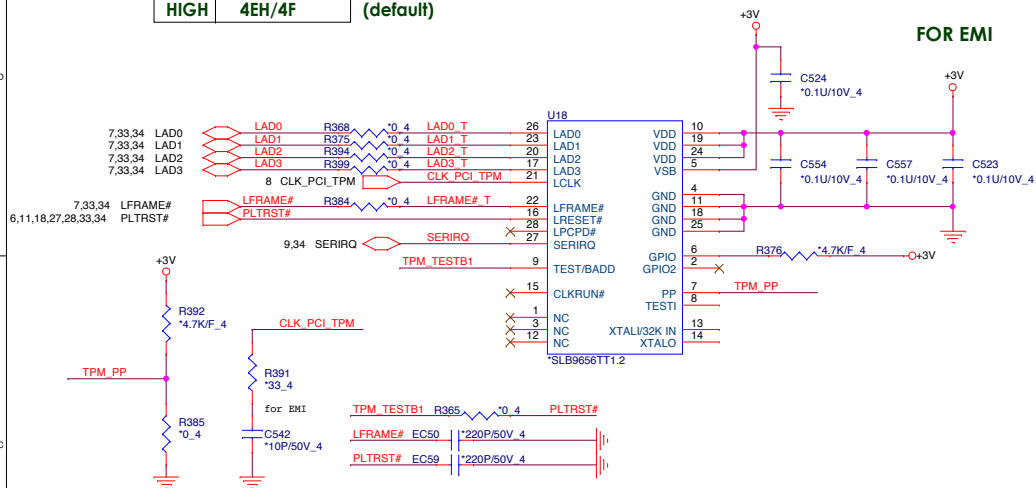 HIGH 4EH/4F (default)
FOR EMI
+3V
C524
*0.1U/10V_4
+3V
U18
7,33,34 LAD0 LAD0 R368 *0_4 LAD0_T 26 LAD0 VDD 10
7,33,34 LAD1 LAD1 R375 *0_4 LAD1_T 23 LAD1 VDD 19
7,33,34 LAD2 LAD2 R394 *0_4 LAD2_T 20 LAD2 VDD 24
7,33,34 LAD3 LAD3 R399 *0_4 LAD3_T 17 LAD3 VSB 5
8 CLK_PCI_TPM CLK_PCI_TPM 21 LCLK
C554
*0.1U/10V_4
C557
*0.1U/10V_4
C523
*0.1U/10V_4
GND 4
7,33,34 LFRAME# LFRAME# R384 *0_4 LFRAME#_T 22 LFRAME# GND 11
6,11,18,27,28,33,34 PLTRST# PLTRST# 16 LRESET# GND 18
28 LPCPD# GND 25
9,34 SERIRQ SERIRQ 27 SERIRQ
GPIO 6 R376 *4.7K/F_4 +3V
TPM_TESTB1 9 TEST/BADD GPIO2 2
15 CLKRUN# PP 7 TPM_PP
TESTI 8
1 NC
3 NC XTALI/32K IN 13
12 NC XTALO 14
*SLB9656TT1.2
+3V
R392
*4.7K/F_4
TPM_PP
R385
*0_4
CLK_PCI_TPM
R391
*33_4
for EMI
C542
*10P/50V_4
TPM_TESTB1 R365 *0_4 PLTRST#
LFRAME# EC50 *220P/50V_4
PLTRST# EC59 *220P/50V_4